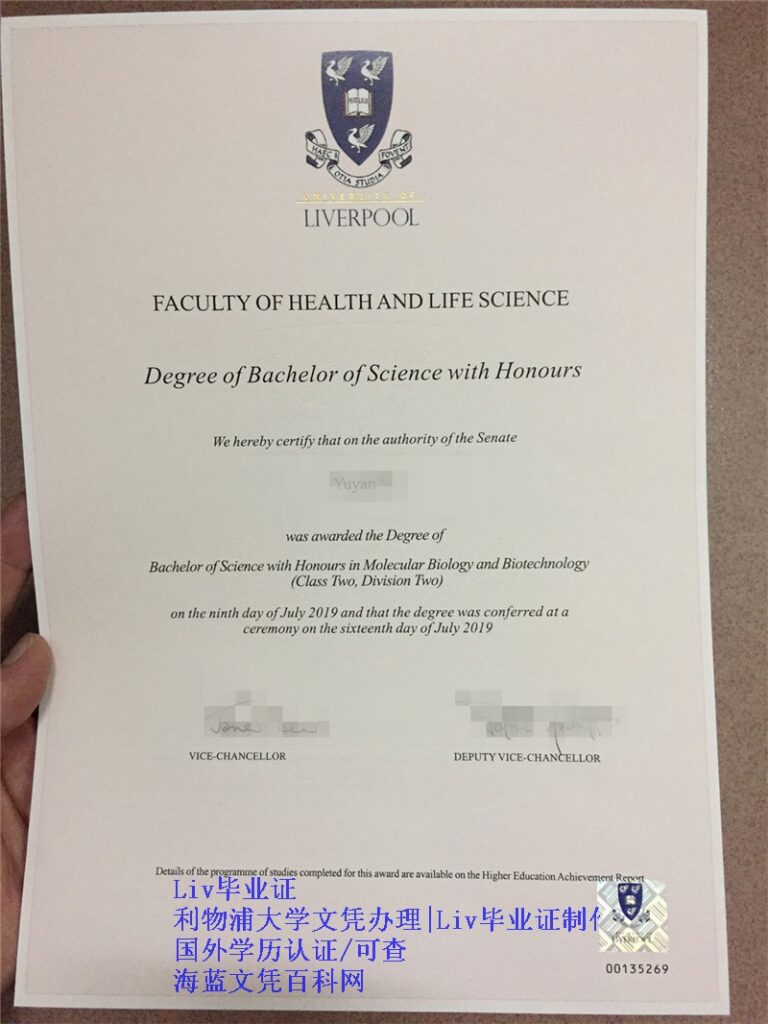 HAEC OTIA STUDIA FOVENT
UNIVERSITY OF
LIVERPOOL
FACULTY OF HEALTH AND LIFE SCIENCE
Degree of Bachelor of Science with Honours
We hereby certify that on the authority of the Senate
Yuyan
was awarded the Degree of
Bachelor of Science with Honours in Molecular Biology and Biotechnology
(Class Two, Division Two)
on the ninth day of July 2019 and that the degree was conferred at a
ceremony on the sixteenth day of July 2019
VICE-CHANCELLOR
DEPUTY VICE-CHANCELLOR
Details of the programme of studies completed for this award are available on the Higher Education Achievement Report
Liv毕业证
利物浦大学文凭办理|Liv毕业证制
国外学历认证/可查
海蓝文凭百科网
LIVERPOOL
00135269